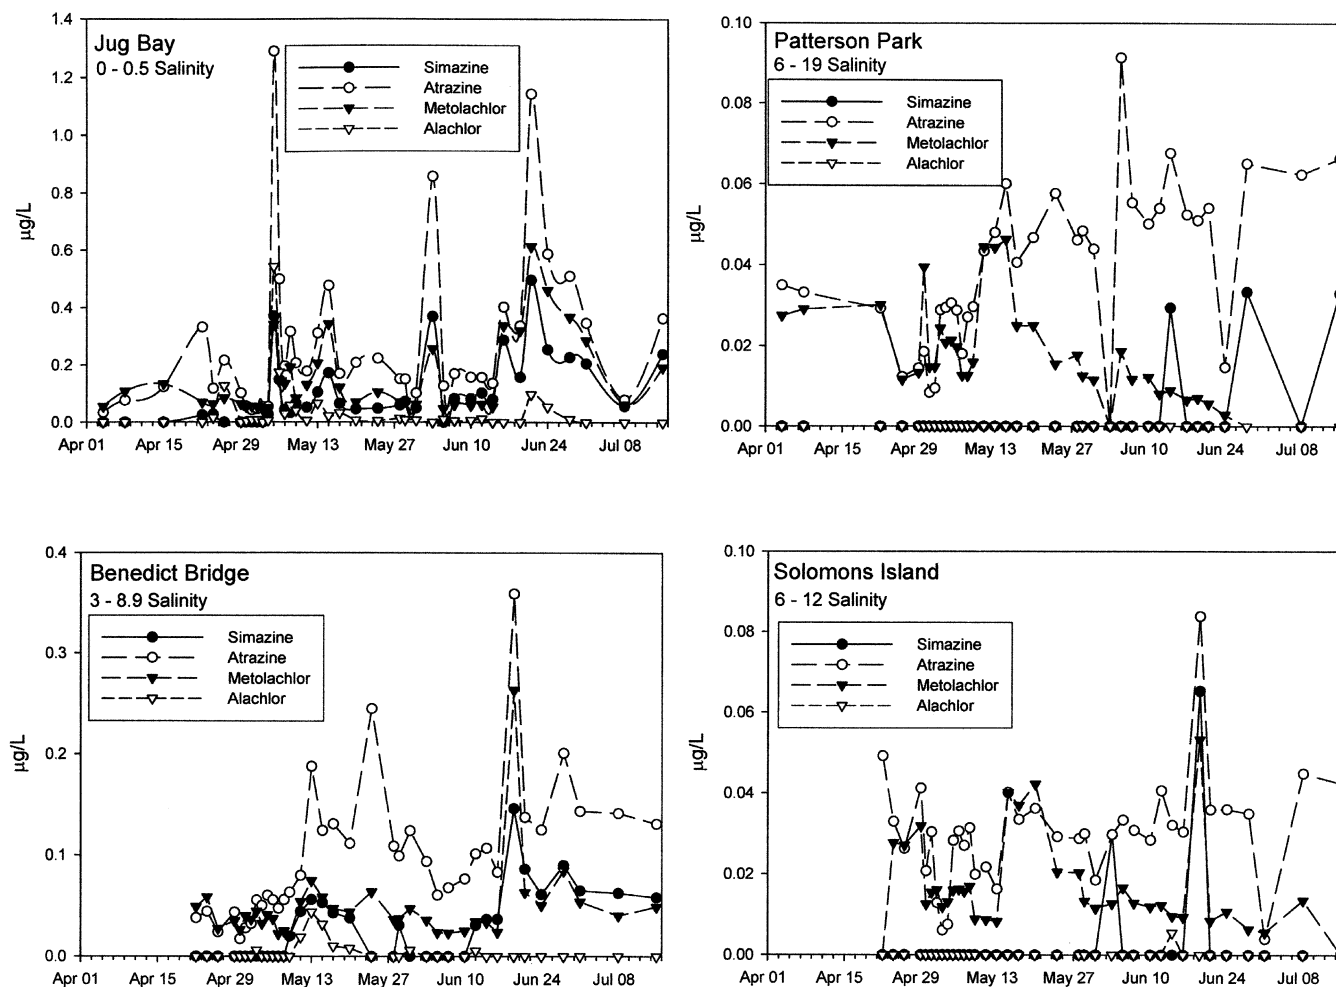 Jug Bay
0 - 0.5 Salinity
Simazine
Atrazine
Metolachlor
Alachlor
µg/L
1.4
1.2
1.0
0.8
0.6
0.4
0.2
0.0
Apr 01 Apr 15 Apr 29 May 13 May 27 Jun 10 Jun 24 Jul 08
Patterson Park
6 - 19 Salinity
Simazine
Atrazine
Metolachlor
Alachlor
µg/L
0.10
0.08
0.06
0.04
0.02
0.00
Apr 01 Apr 15 Apr 29 May 13 May 27 Jun 10 Jun 24 Jul 08
Benedict Bridge
3 - 8.9 Salinity
Simazine
Atrazine
Metolachlor
Alachlor
µg/L
0.4
0.3
0.2
0.1
0.0
Apr 01 Apr 15 Apr 29 May 13 May 27 Jun 10 Jun 24 Jul 08
Solomons Island
6 - 12 Salinity
Simazine
Atrazine
Metolachlor
Alachlor
µg/L
0.10
0.08
0.06
0.04
0.02
0.00
Apr 01 Apr 15 Apr 29 May 13 May 27 Jun 10 Jun 24 Jul 08